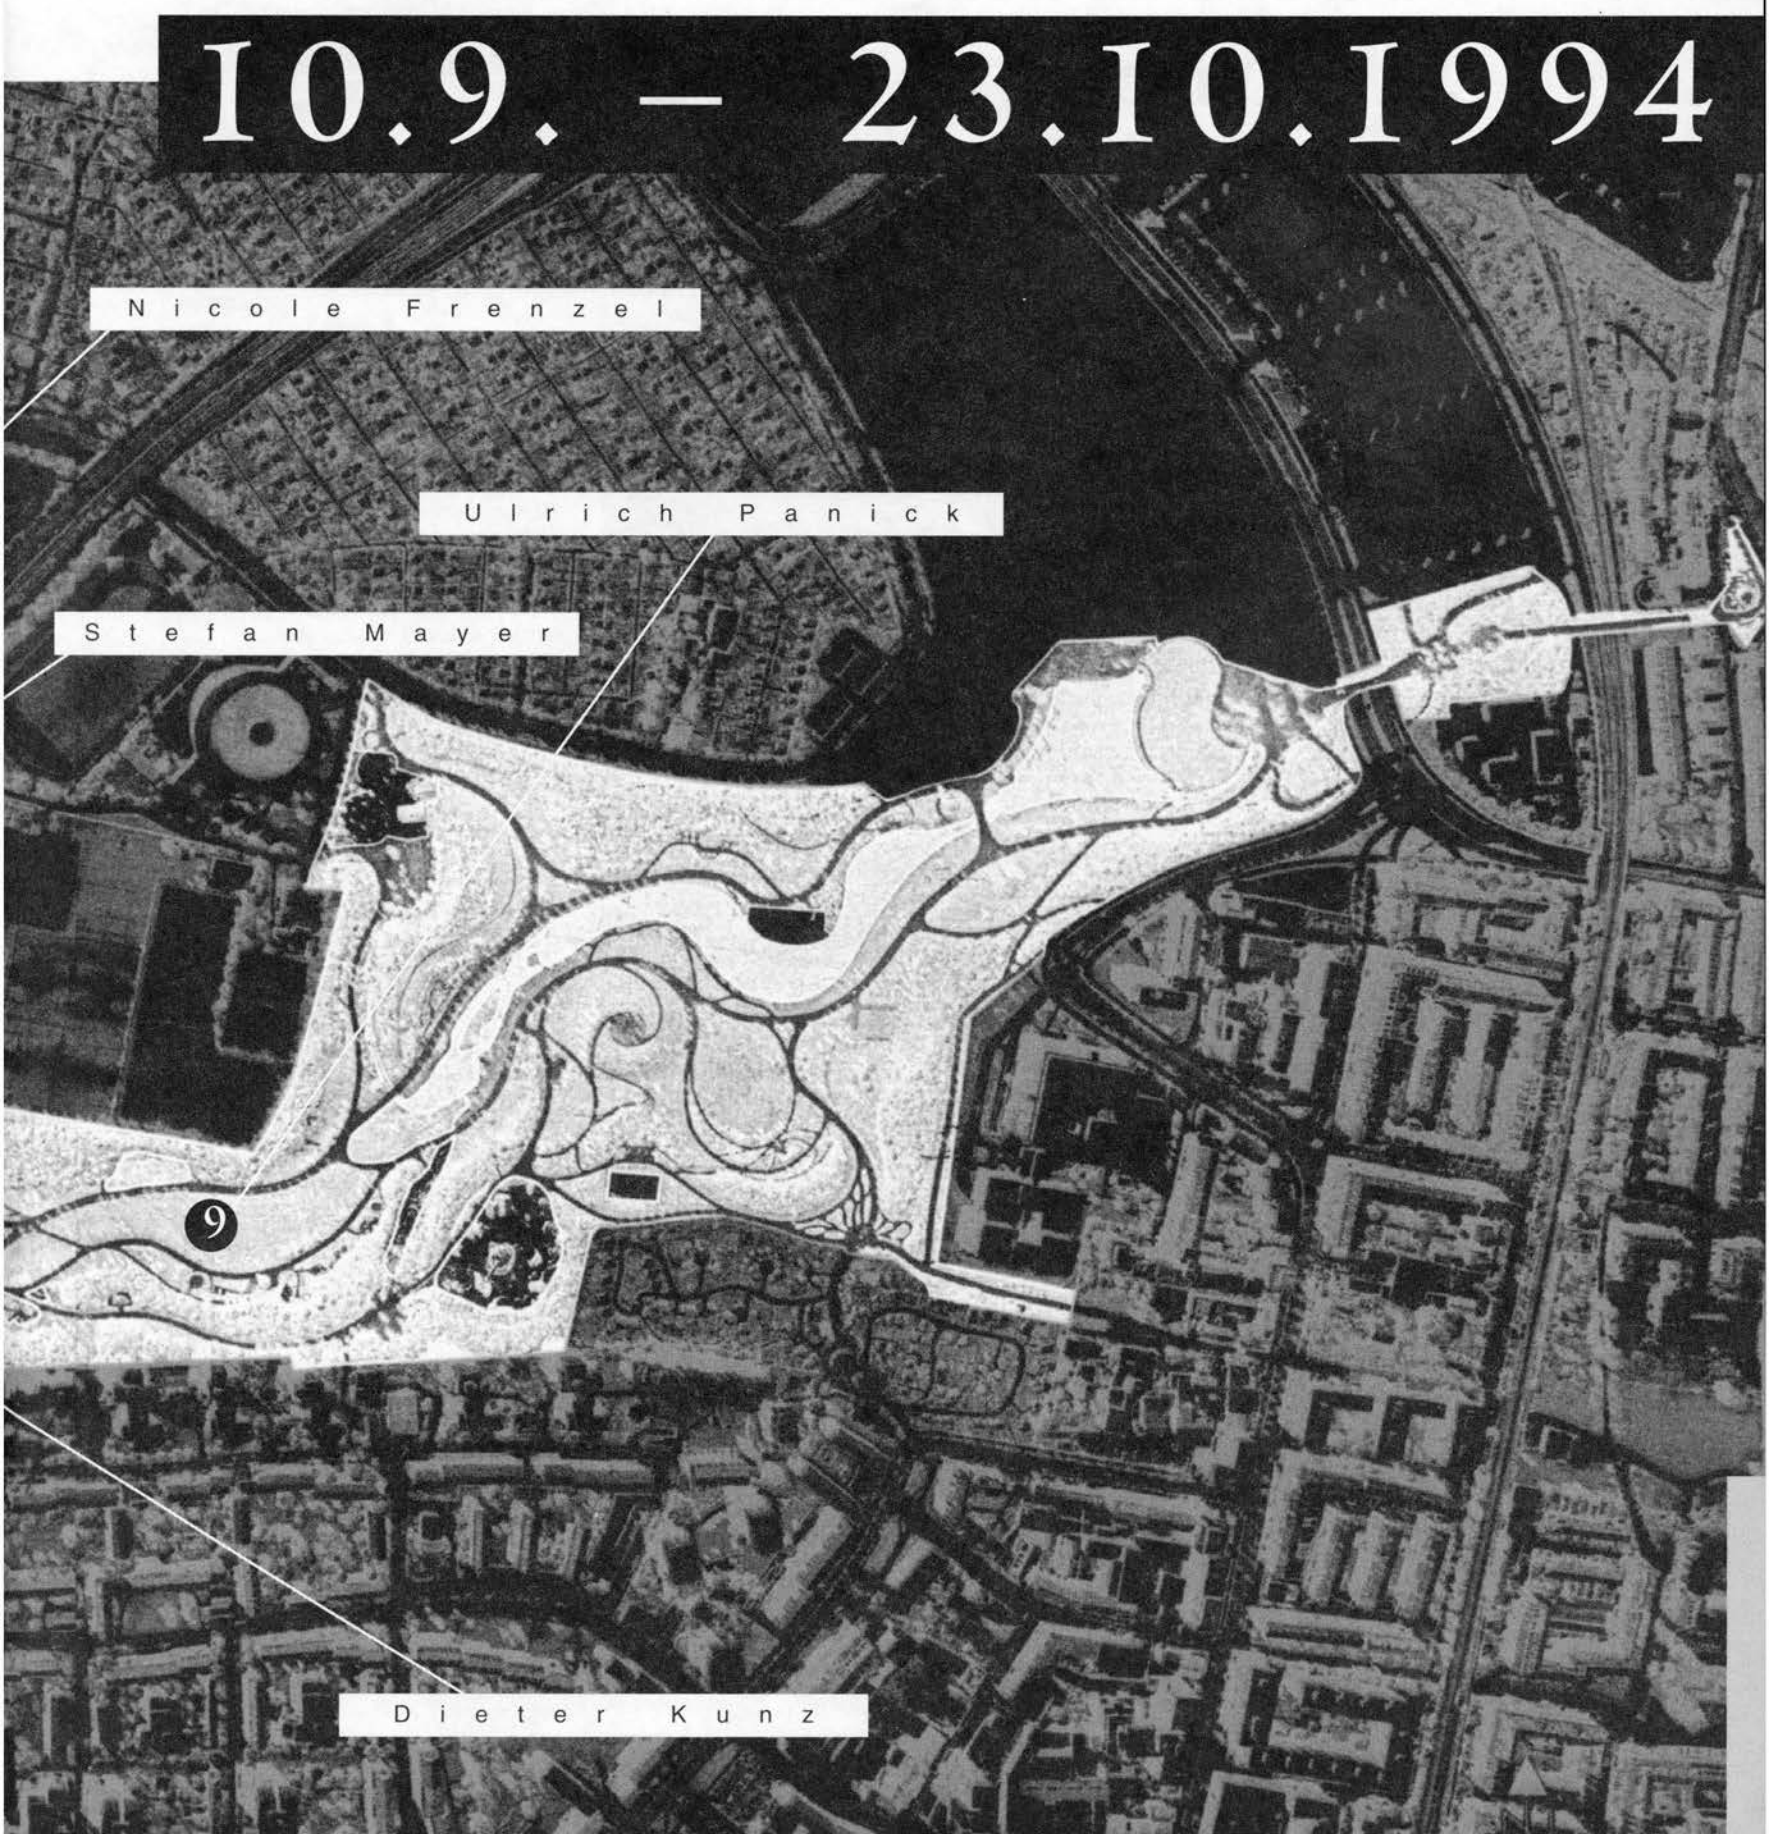 10.9. – 23.10.1994
Nicole Frenzel
Ulrich Panick
Stefan Mayer
9
Dieter Kunz